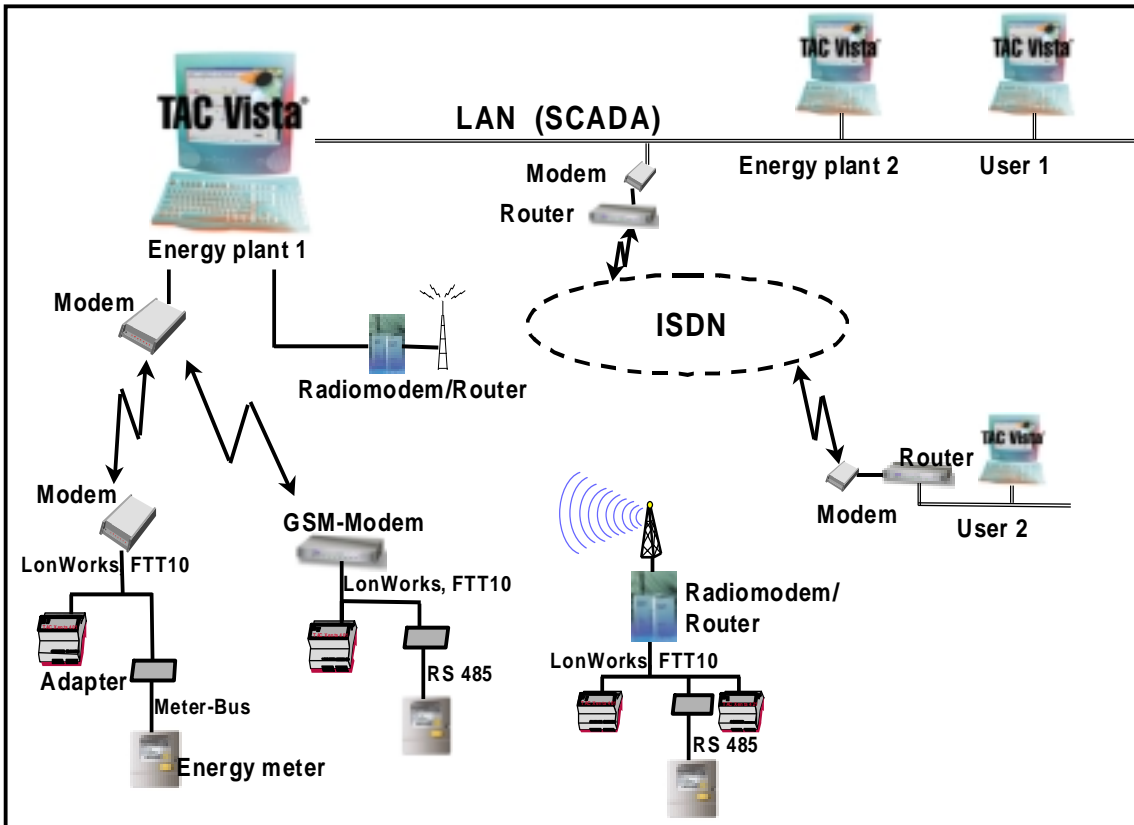 TAC Vista®
TAC Vista®
TAC Vista®
LAN (SCADA)
Modem
Energy plant 2
User 1
Router
Energy plant 1
Modem
ISDN
Radiomodem/Router
TAC Vista®
Router
Modem
GSM-Modem
Modem
User 2
LonWorks, FTT10
LonWorks, FTT10
Radiomodem/
Router
LonWorks, FTT10
Adapter
RS 485
Meter-Bus
RS 485
Energy meter